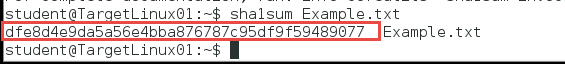 student@TargetLinux01:~$ sha1sum Example.txt
dfe8d4e9da5a56e4bba876787c95df9f59489077  Example.txt
student@TargetLinux01:~$